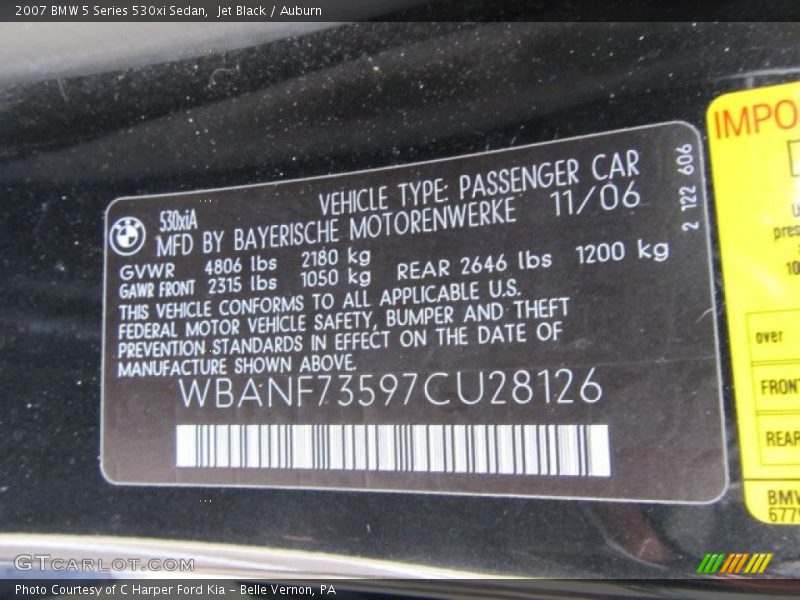 2007 BMW 5 Series 530xi Sedan, Jet Black / Auburn
530xiA VEHICLE TYPE: PASSENGER CAR
MFD BY BAYERISCHE MOTORENWERKE 11/06
GVWR 4806 lbs 2180 kg
GAWR FRONT 2315 lbs 1050 kg REAR 2646 lbs 1200 kg
THIS VEHICLE CONFORMS TO ALL APPLICABLE U.S.
FEDERAL MOTOR VEHICLE SAFETY, BUMPER AND THEFT
PREVENTION STANDARDS IN EFFECT ON THE DATE OF
MANUFACTURE SHOWN ABOVE.
WBANF73597CU28126
2 122 606
IMPO
pres
10
over
FRONT
REAR
BMW
677
GTCARLOT.COM
Photo Courtesy of C Harper Ford Kia - Belle Vernon, PA